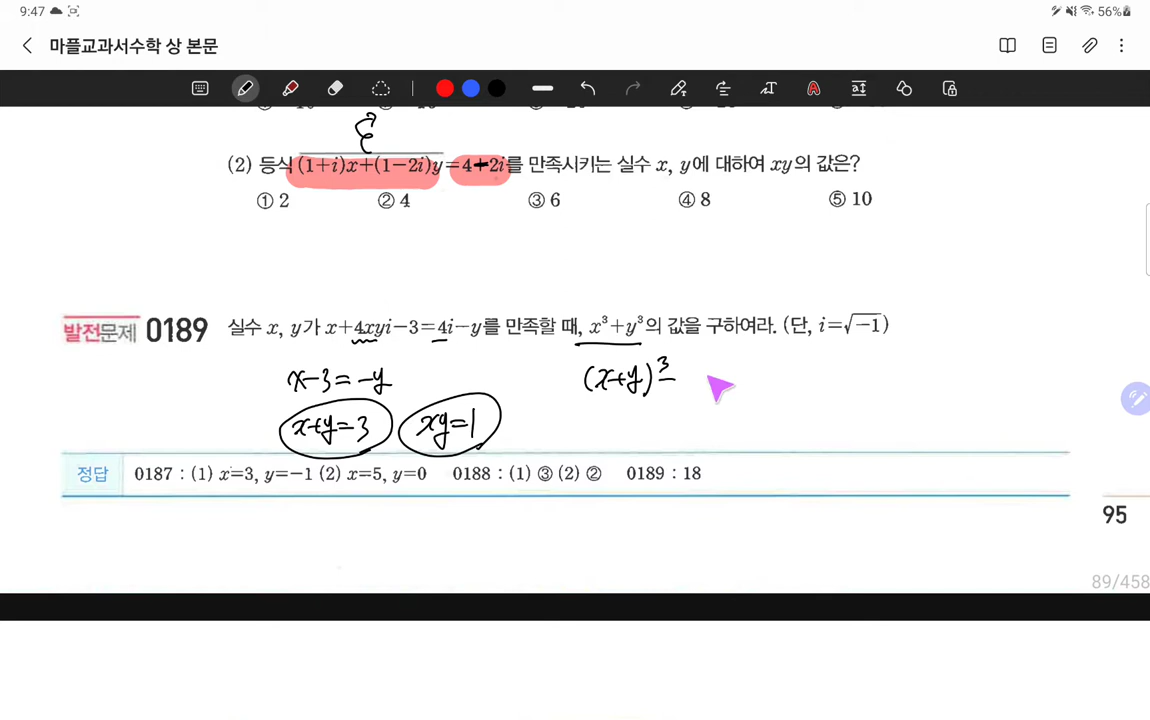 9:47
56%
마플교과서수학 상 본문
(2) 등식 (1+i)x+(1−2i)y=4+2i를 만족시키는 실수 x, y에 대하여 xy의 값은?
① 2 ② 4 ③ 6 ④ 8 ⑤ 10
발전문제 0189 실수 x, y가 x+4xyi−3=4i−y를 만족할 때, x³+y³의 값을 구하여라. (단, i=√−1)
x−3=−y (x+y)³
x+y=3 xy=1
정답 0187 : (1) x=3, y=−1 (2) x=5, y=0 0188 : (1) ③ (2) ② 0189 : 18
95
89/458